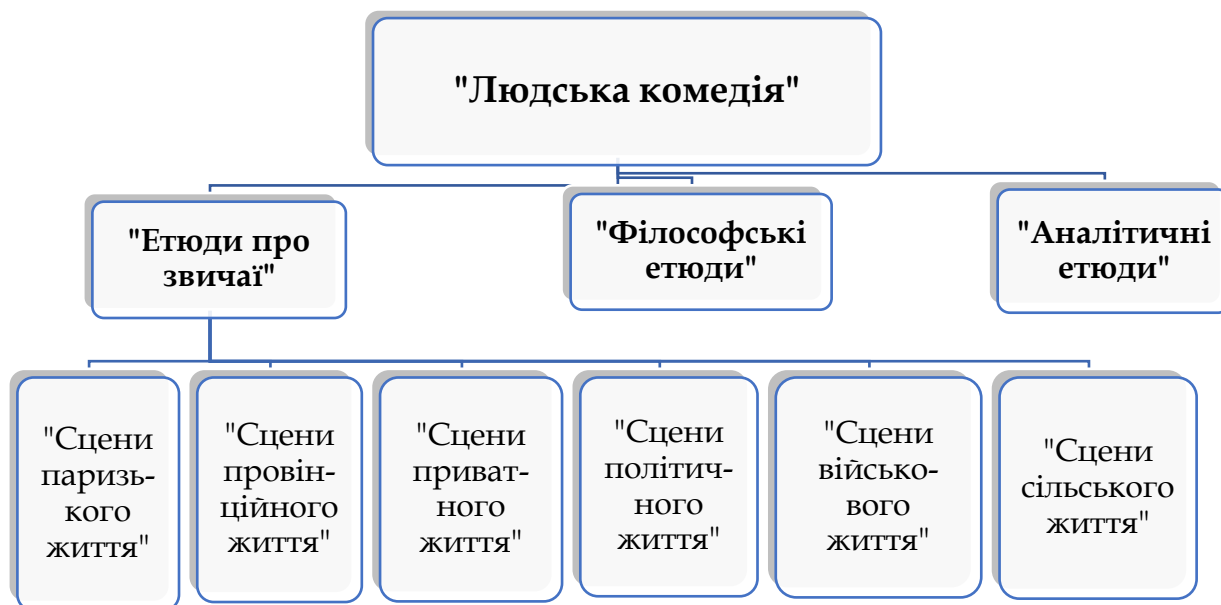 "Людська комедія"
"Етюди про
звичаї"
"Філософські
етюди"
"Аналітичні
етюди"
"Сцени
паризь-
кого
життя"
"Сцени
провін-
ційного
життя"
"Сцени
приват-
ного
життя"
"Сцени
політич-
ного
життя"
"Сцени
військо-
вого
життя"
"Сцени
сільського
життя"